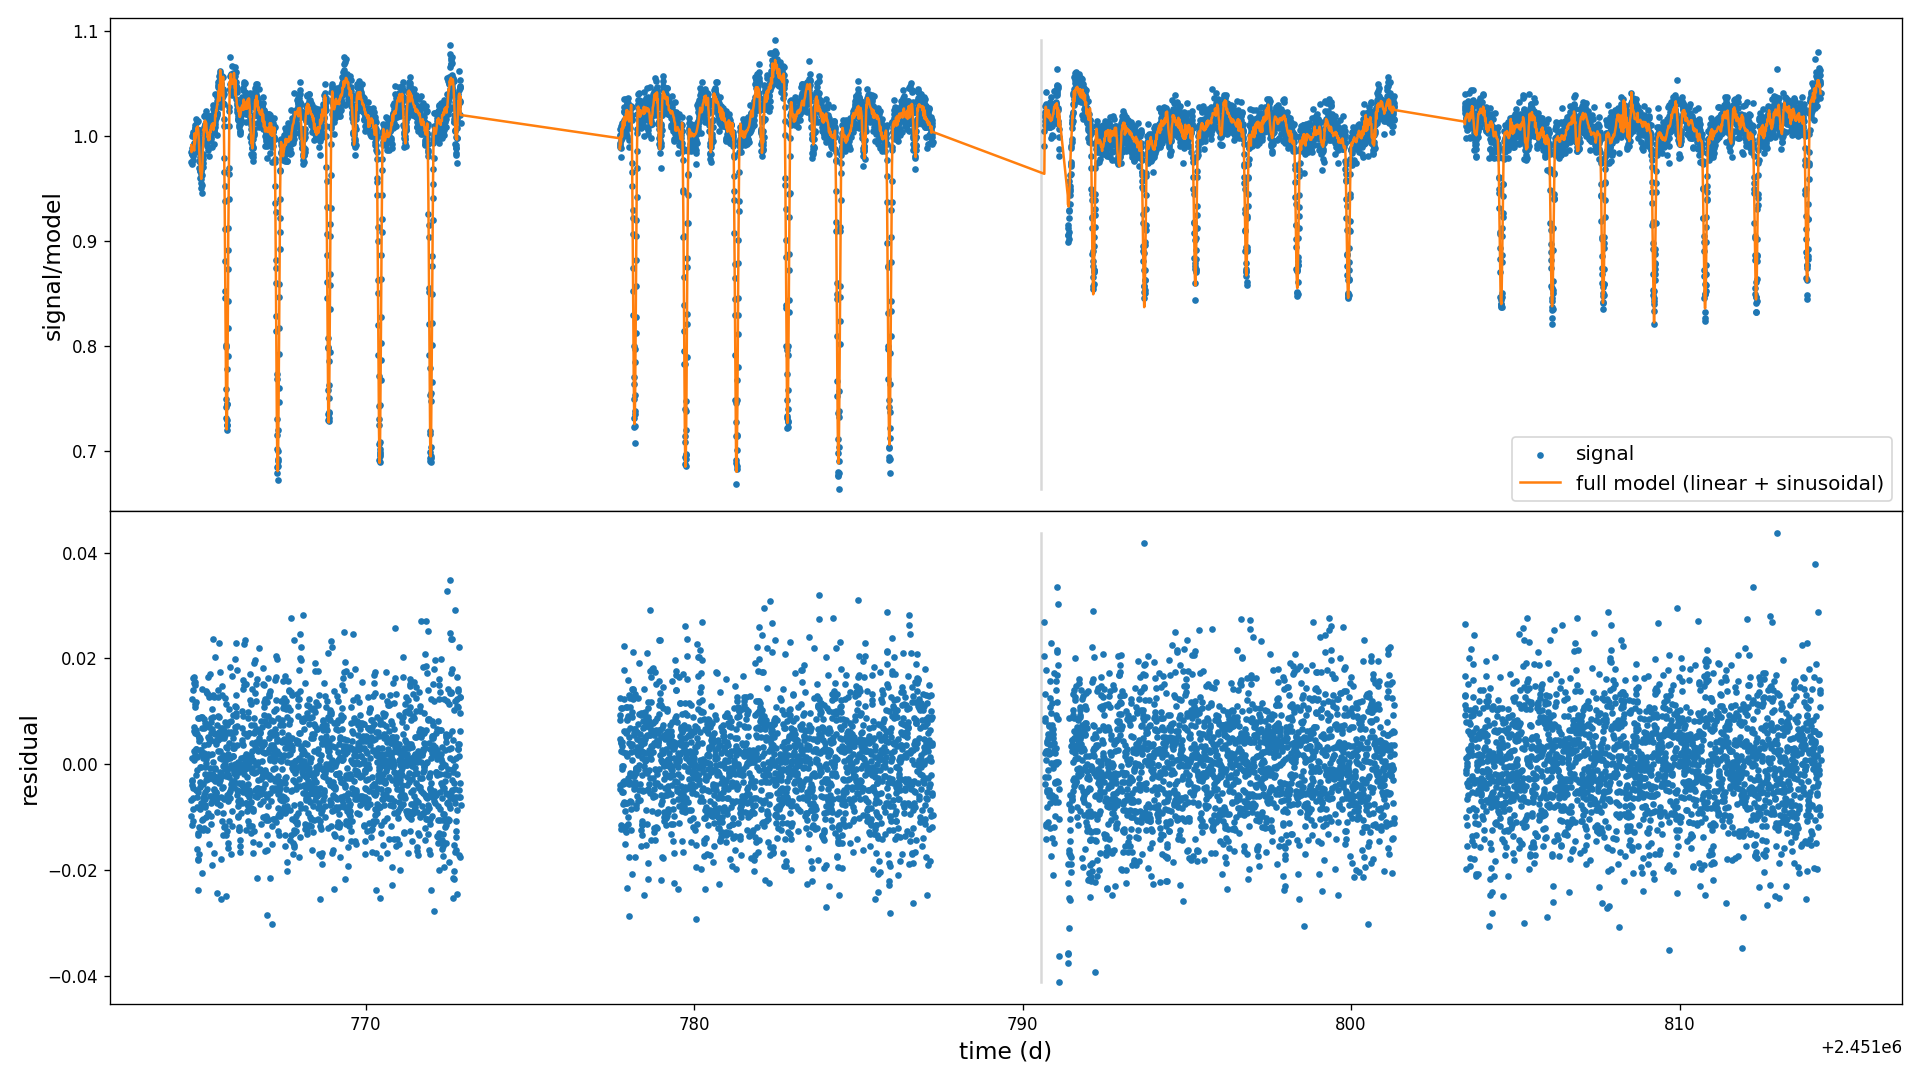 1.1
1.0
0.9
0.8
0.7
signal/model
signal
full model (linear + sinusoidal)
0.04
0.02
0.00
−0.02
−0.04
residual
770
780
790
800
810
time (d)
+2.451e6